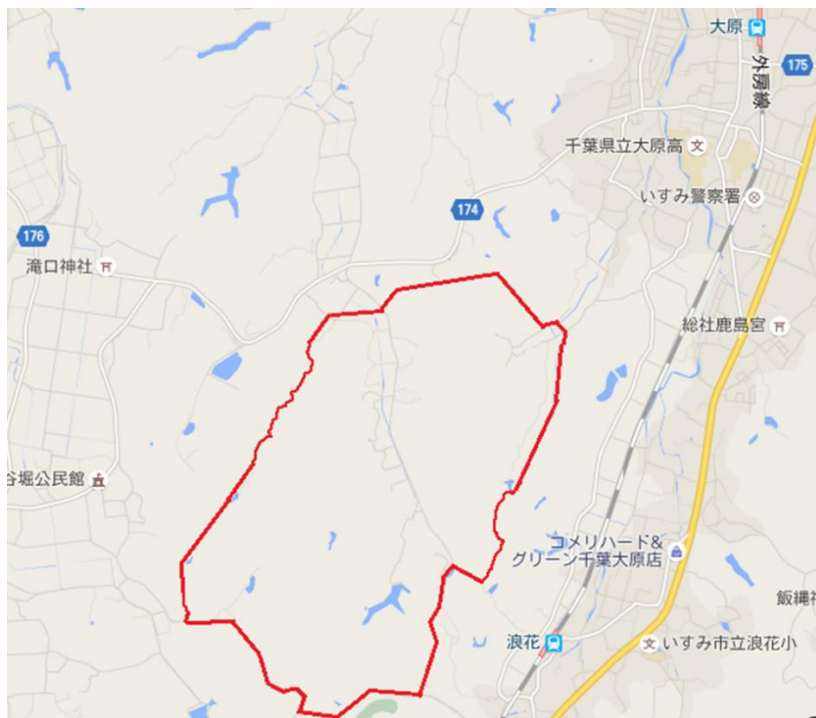 大原
外房線
175
千葉県立大原高
いすみ警察署
174
176
滝口神社
総社鹿島宮
谷堀公民館
コメリハード&
グリーン千葉大原店
飯縄神
浪花
いすみ市立浪花小